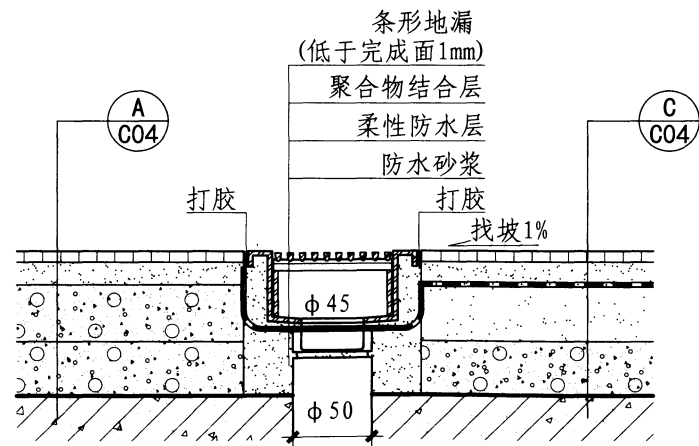 条形地漏
(低于完成面1mm)
聚合物结合层
柔性防水层
防水砂浆
A
C04
C
C04
打胶
打胶
找坡1%
ϕ45
ϕ50